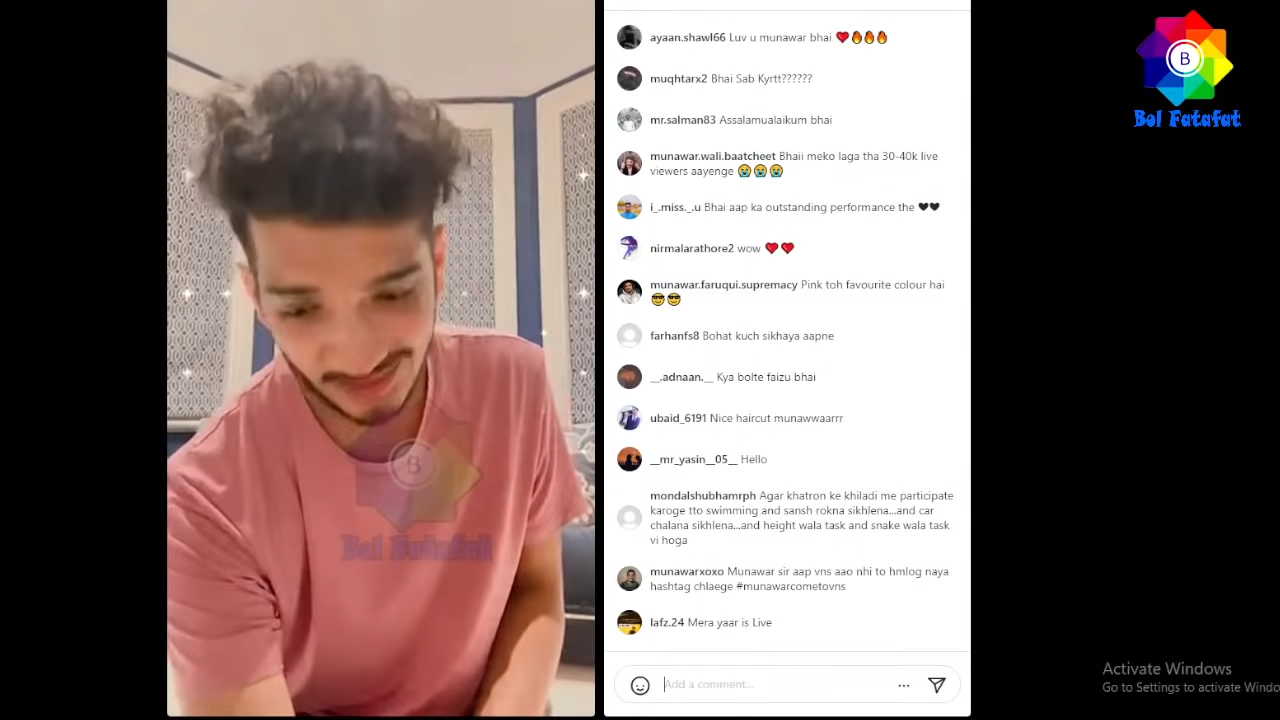 ayaan.shawl66 Luv u munawar bhai ❤️🔥🔥🔥
muqhtarx2 Bhai Sab Kyrtt??????
mr.salman83 Assalamualaikum bhai
munawar.wali.baatcheet Bhaii meko laga tha 30-40k live
viewers aayenge 😭😭😭
i_.miss._.u Bhai aap ka outstanding performance the 🖤🖤
nirmalarathore2 wow ❤️❤️
munawar.faruqui.supremacy Pink toh favourite colour hai
😎😎
farhanfs8 Bohat kuch sikhaya aapne
__.adnaan.__ Kya bolte faizu bhai
ubaid_6191 Nice haircut munawwaarrr
__mr_yasin__05__ Hello
mondalshubhamrph Agar khatron ke khiladi me participate
karoge tto swimming and sansh rokna sikhlena...and car
chalana sikhlena...and height wala task and snake wala task
vi hoga
munawarxoxo Munawar sir aap vns aao nhi to hmlog naya
hashtag chlaege #munawarcometovns
lafz.24 Mera yaar is Live
Add a comment...
B
Bol Fatafat
B
Bol Fatafat
Activate Windows
Go to Settings to activate Windo